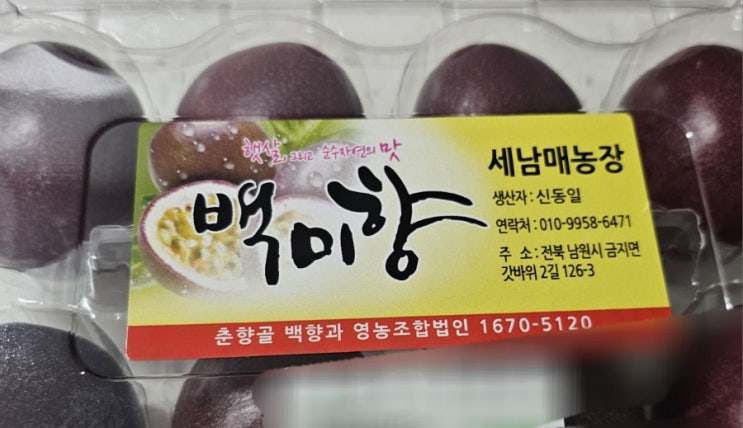 햇살, 그리고 순수자연의 맛
백미향
세남매농장
생산자 : 신동일
연락처 : 010-9958-6471
주 소 : 전북 남원시 금지면
갓바위 2길 126-3
춘향골 백향과 영농조합법인 1670-5120